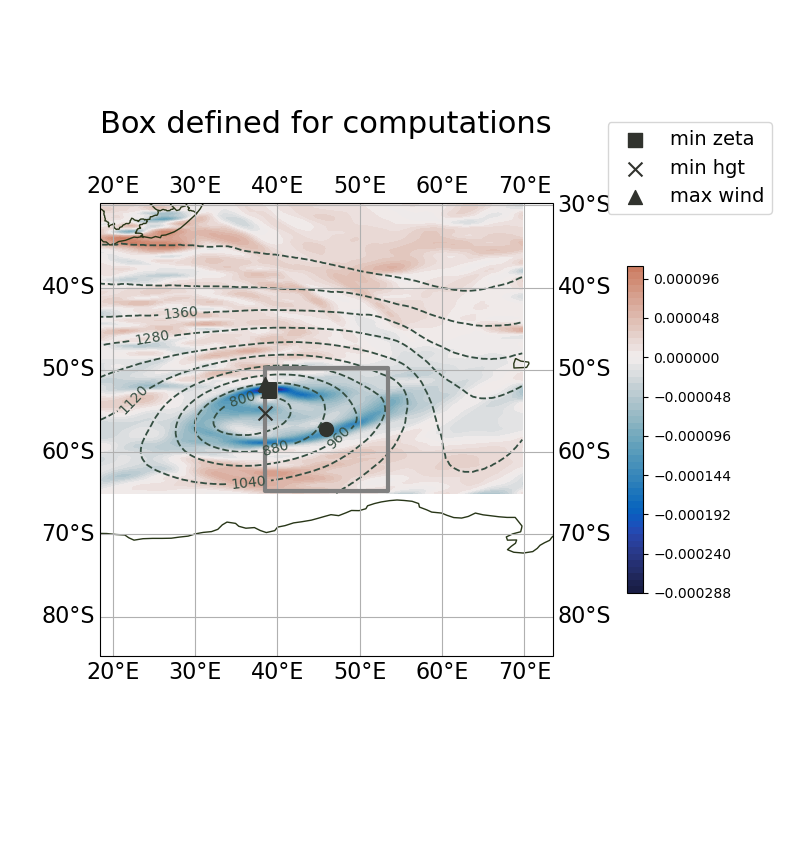 Box defined for computations
min zeta
min hgt
max wind
20°E 30°E 40°E 50°E 60°E 70°E
30°S
40°S 40°S
50°S 50°S
60°S 60°S
70°S 70°S
80°S 80°S
20°E 30°E 40°E 50°E 60°E 70°E
1360
1280
1120
800
880
960
1040
0.000096
0.000048
0.000000
−0.000048
−0.000096
−0.000144
−0.000192
−0.000240
−0.000288